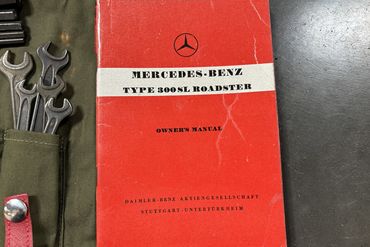 MERCEDES-BENZ
TYPE 300SL ROADSTER
OWNER'S MANUAL
DAIMLER-BENZ AKTIENGESELLSCHAFT
STUTTGART-UNTERTÜRKHEIM